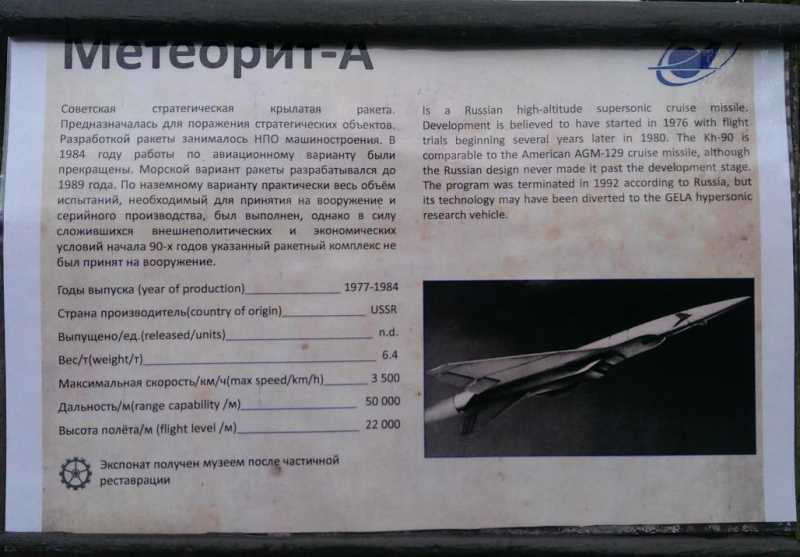 Метеорит-А
Советская стратегическая крылатая ракета.
Предназначалась для поражения стратегических объектов.
Разработкой ракеты занималось НПО машиностроения. В
1984 году работы по авиационному варианту были
прекращены. Морской вариант ракеты разрабатывался до
1989 года. По наземному варианту практически весь объём
испытаний, необходимый для принятия на вооружение и
серийного производства, был выполнен, однако в силу
сложившихся внешнеполитических и экономических
условий начала 90-х годов указанный ракетный комплекс не
был принят на вооружение.
Is a Russian high-altitude supersonic cruise missile.
Development is believed to have started in 1976 with flight
trials beginning several years later in 1980. The Kh-90 is
comparable to the American AGM-129 cruise missile, although
the Russian design never made it past the development stage.
The program was terminated in 1992 according to Russia, but
its technology may have been diverted to the GELA hypersonic
research vehicle.
Годы выпуска (year of production) 1977-1984
Страна производитель(country of origin) USSR
Выпущено/ед.(released/units) n.d.
Вес/т(weight/т) 6.4
Максимальная скорость/км/ч(max speed/km/h) 3 500
Дальность/м(range capability /м) 50 000
Высота полёта/м (flight level /м) 22 000
Экспонат получен музеем после частичной
реставрации